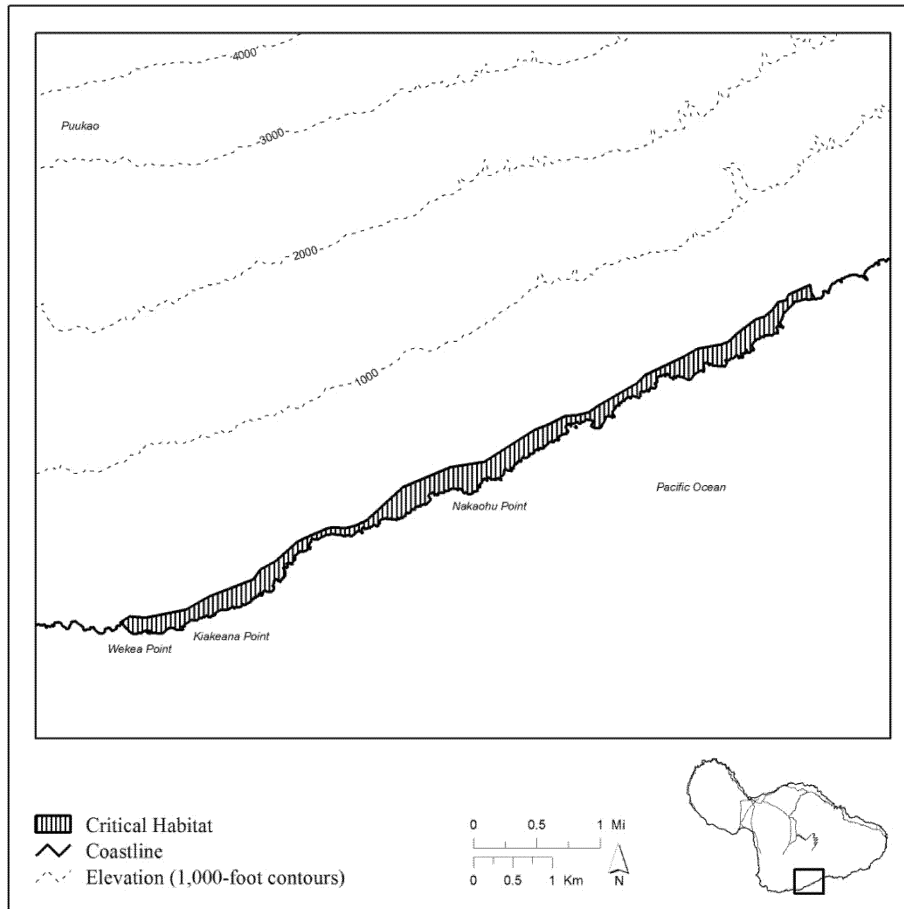 4000
Puukao
3000
2000
1000
Nakaohu Point
Pacific Ocean
Kiakeana Point
Wekea Point
Critical Habitat
Coastline
Elevation (1,000-foot contours)
0 0.5 1 Mi
0 0.5 1 Km
N